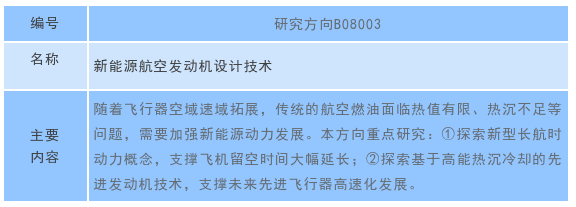 编号
研究方向B08003
名称
新能源航空发动机设计技术
主要
内容
随着飞行器空域速域拓展，传统的航空燃油面临热值有限、热沉不足等
问题，需要加强新能源动力发展。本方向重点研究：①探索新型长航时
动力概念，支撑飞机留空时间大幅延长；②探索基于高能热沉冷却的先
进发动机技术，支撑未来先进飞行器高速化发展。